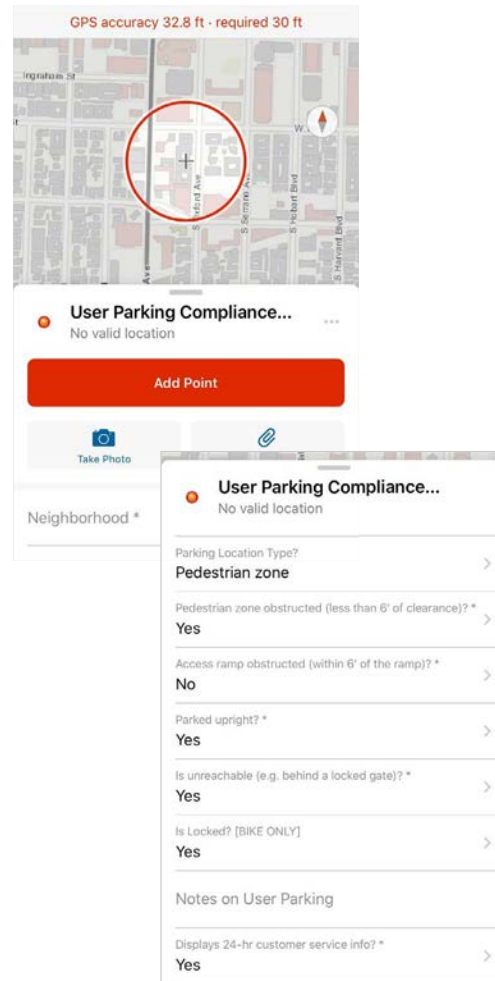 GPS accuracy 32.8 ft · required 30 ft
Ingraham St
S Oxford Ave
S Serrano Ave
S Hobart Blvd
S Harvard Blvd
Ave
User Parking Compliance...
No valid location
Add Point
Take Photo
Neighborhood *
User Parking Compliance...
No valid location
Parking Location Type?
Pedestrian zone
Pedestrian zone obstructed (less than 6' of clearance)? *
Yes
Access ramp obstructed (within 6' of the ramp)? *
No
Parked upright? *
Yes
Is unreachable (e.g. behind a locked gate)? *
Yes
Is Locked? [BIKE ONLY]
Yes
Notes on User Parking
Displays 24-hr customer service info? *
Yes